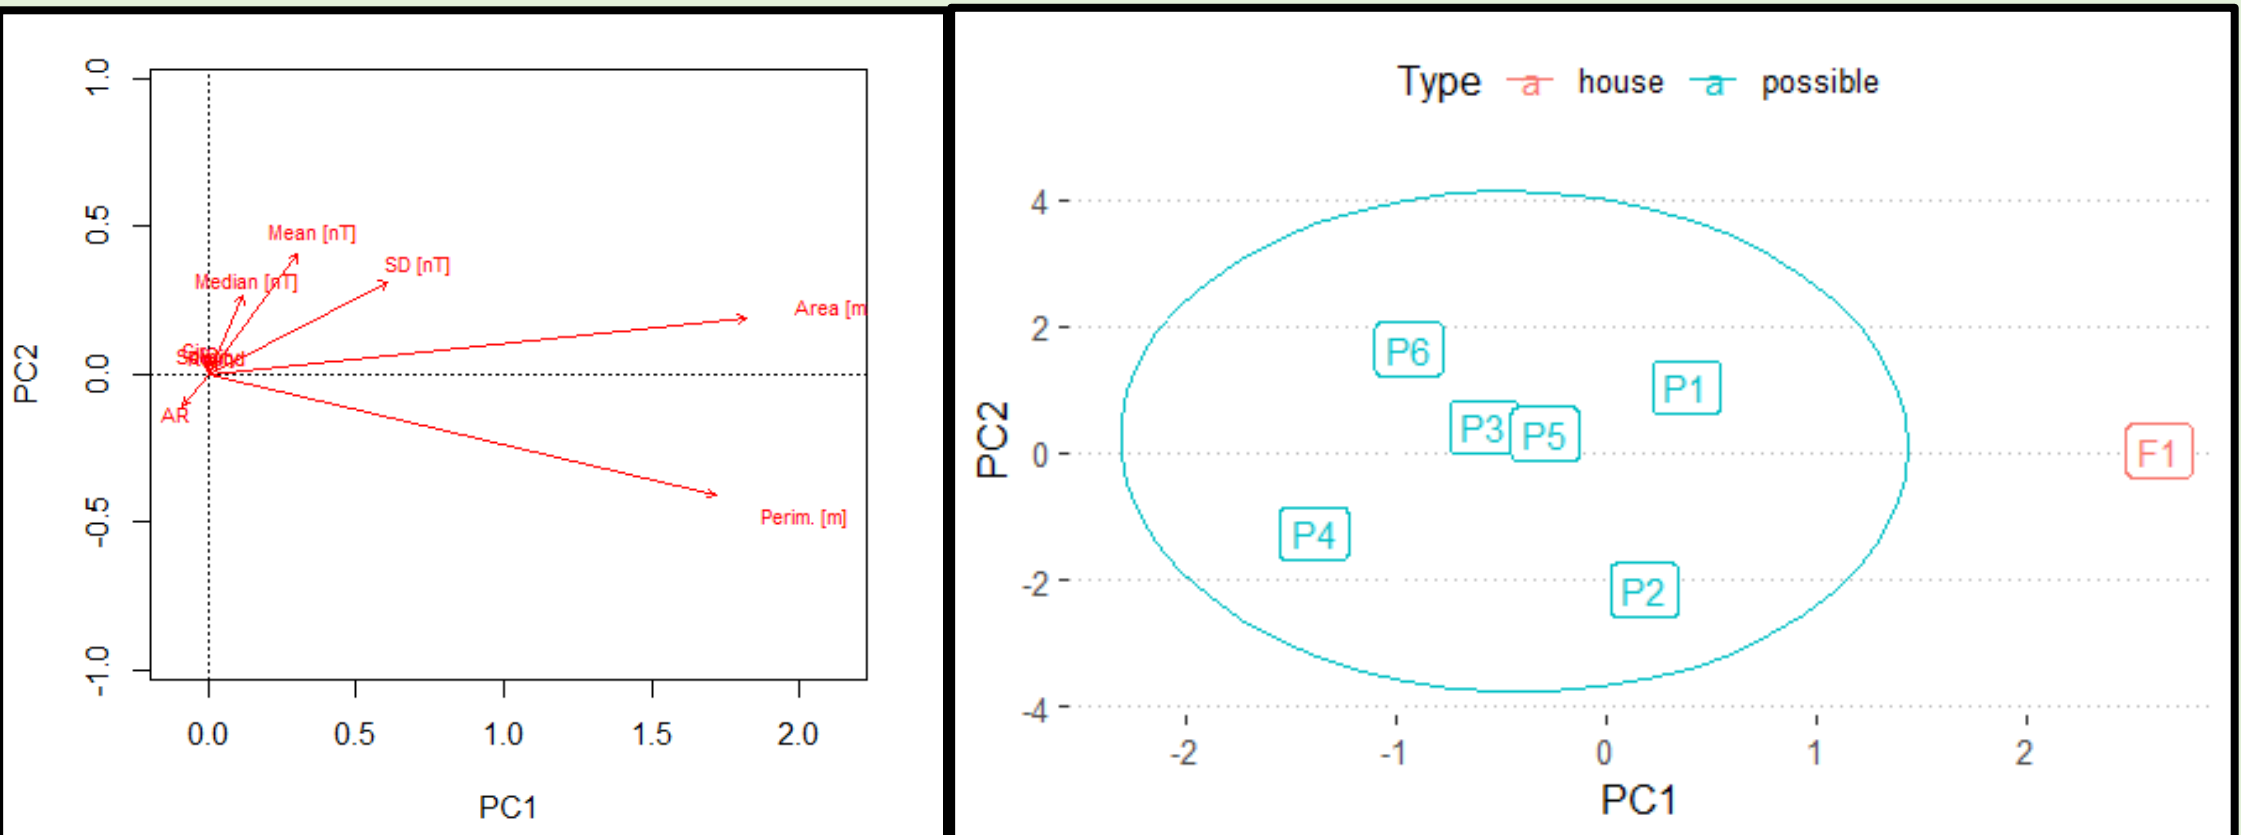 1.0
0.5
0.0
-0.5
-1.0
PC2
Mean [nT]
SD [nT]
Median [nT]
Area [m
AR
Perim. [m]
0.0 0.5 1.0 1.5 2.0
PC1
Type a house a possible
4
2
0
-2
-4
PC2
P6
P1
P3
P5
F1
P4
P2
-2 -1 0 1 2
PC1